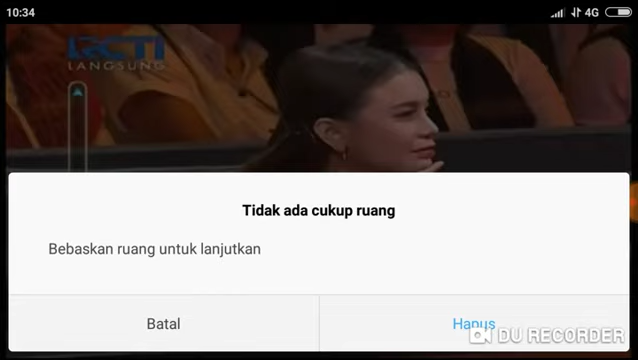 10:34
4G
RCTI
LANGSUNG
Tidak ada cukup ruang
Bebaskan ruang untuk lanjutkan
Batal
Hapus
DU RECORDER